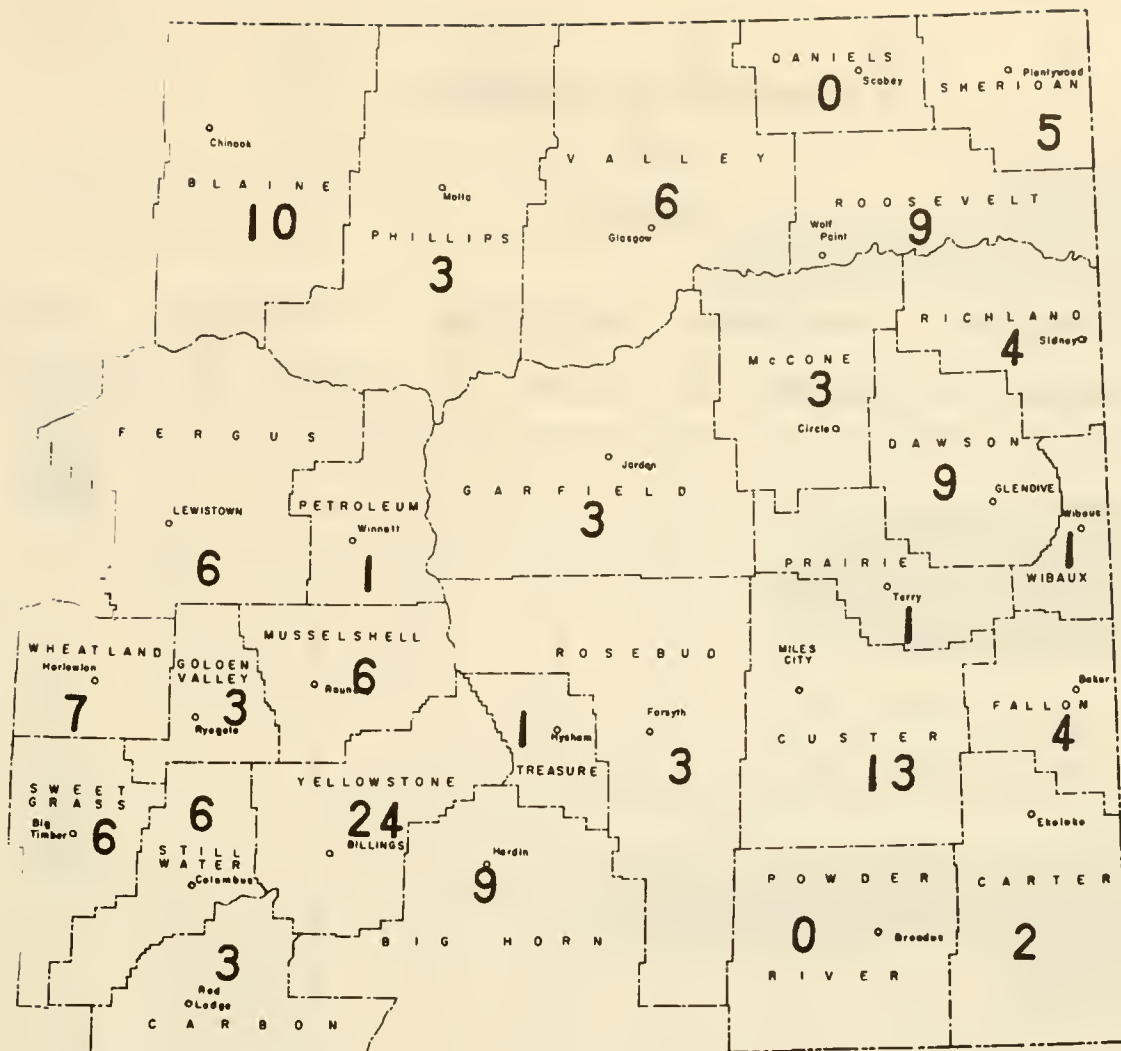 DANIELS
Scobey
0
Plentywood
SHERIDAN
5
Chinook
BLAINE
10
Malta
PHILLIPS
3
VALLEY
6
Glasgow
ROOSEVELT
9
Wolf
Point
RICHLAND
4
Sidney
McCONE
3
Circle
DAWSON
9
GLENDIVE
FERGUS
LEWISTOWN
6
PETROLEUM
Winnett
1
GARFIELD
Jordan
3
PRAIRIE
Terry
1
Wibaux
1
WIBAUX
WHEATLAND
Harlowton
7
GOLDEN
VALLEY
3
Ryegate
MUSSELSHELL
6
ROSEBUD
Forsyth
3
MILES
CITY
CUSTER
13
Baker
FALLON
4
1
Hysham
TREASURE
SWEET
GRASS
Big
Timber
6
6
STILL
WATER
Columbus
YELLOWSTONE
24
BILLINGS
Hardin
9
BIG HORN
Ekalaka
CARTER
2
POWDER
0
Broadus
RIVER
3
Red
Lodge
CARBON